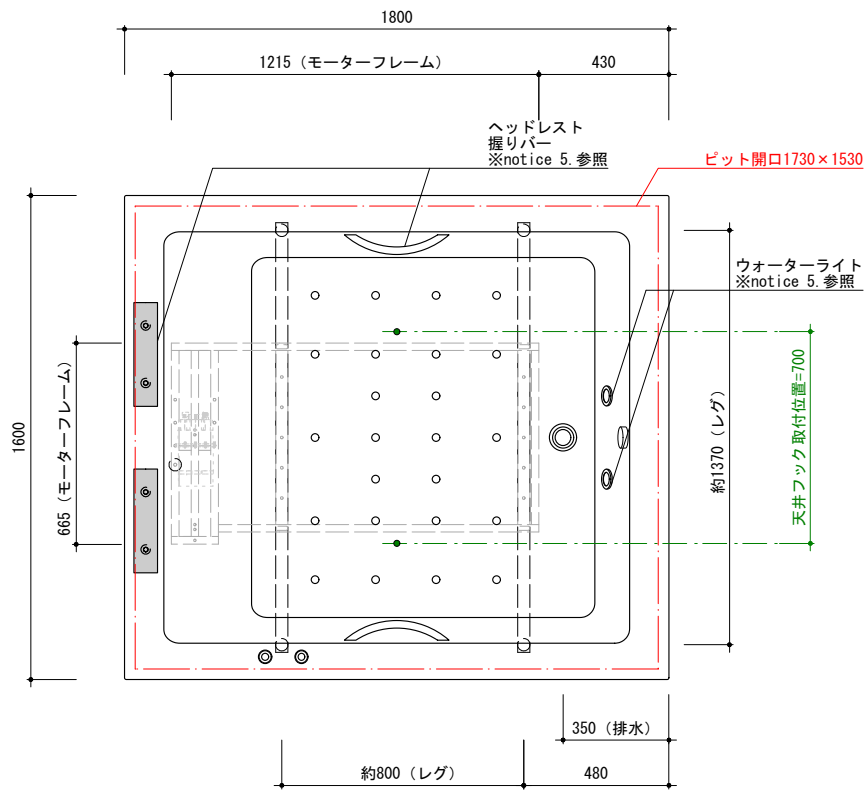 1800
1215（モーターフレーム）
430
ヘッドレスト
握りバー
※notice 5.参照
ピット開口1730×1530
ウォーターライト
※notice 5.参照
1600
665（モーターフレーム）
約1370（レグ）
天井フック取付位置=700
350（排水）
約800（レグ）
480